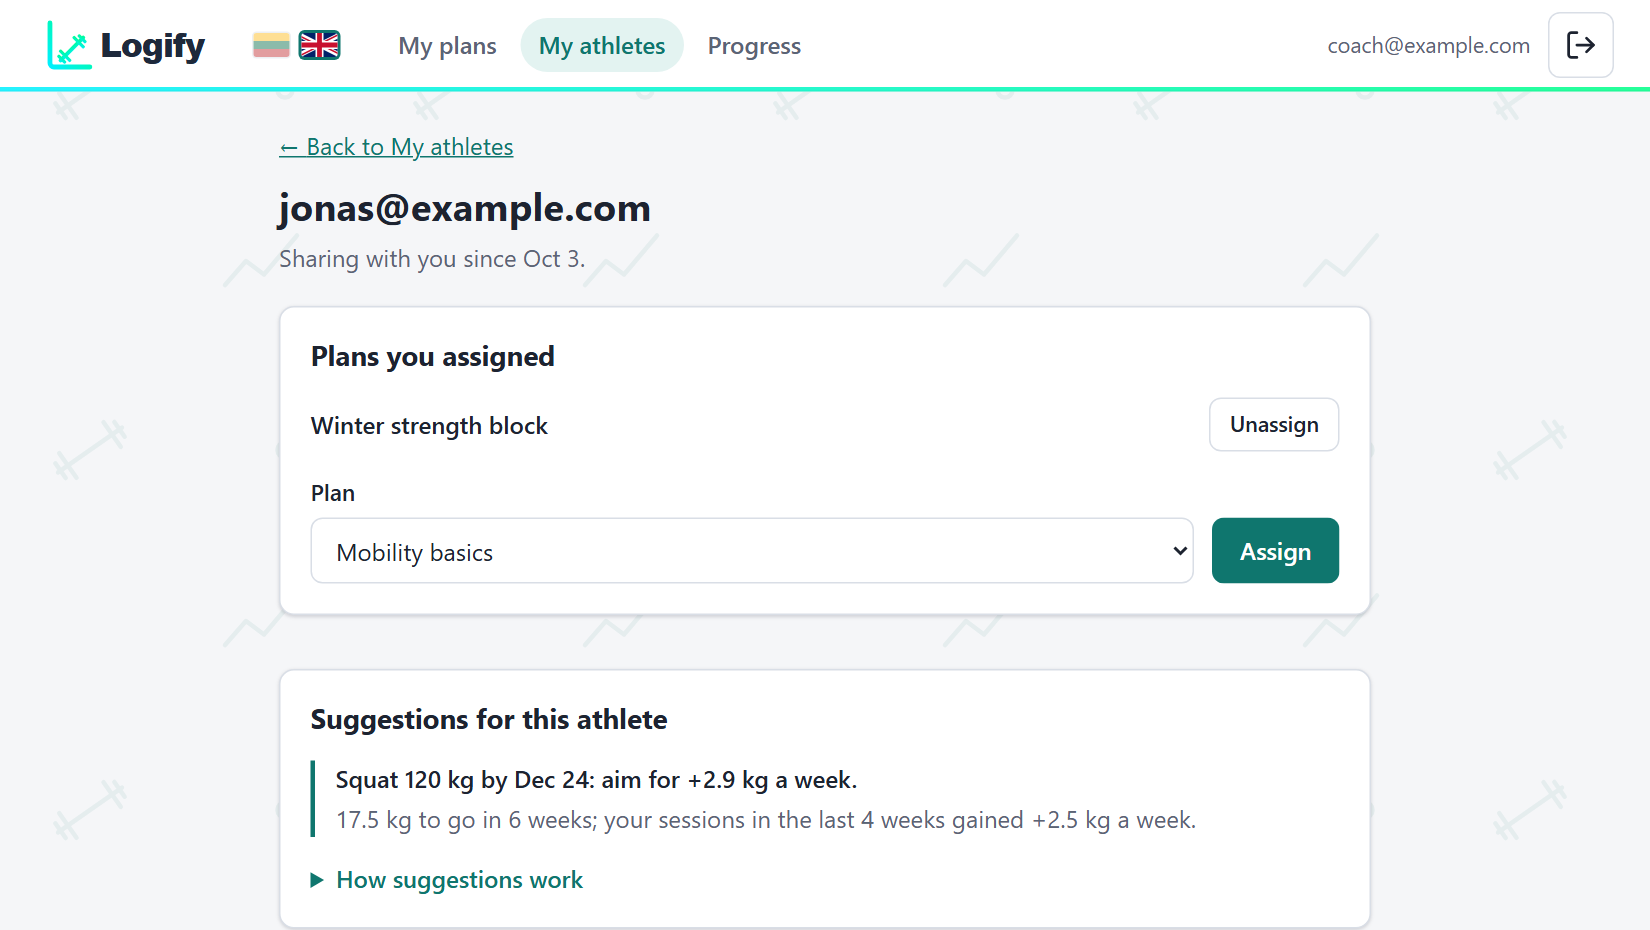 Logify
My plans
My athletes
Progress
coach@example.com
← Back to My athletes
jonas@example.com
Sharing with you since Oct 3.
Plans you assigned
Winter strength block
Unassign
Plan
Mobility basics
Assign
Suggestions for this athlete
Squat 120 kg by Dec 24: aim for +2.9 kg a week.
17.5 kg to go in 6 weeks; your sessions in the last 4 weeks gained +2.5 kg a week.
How suggestions work